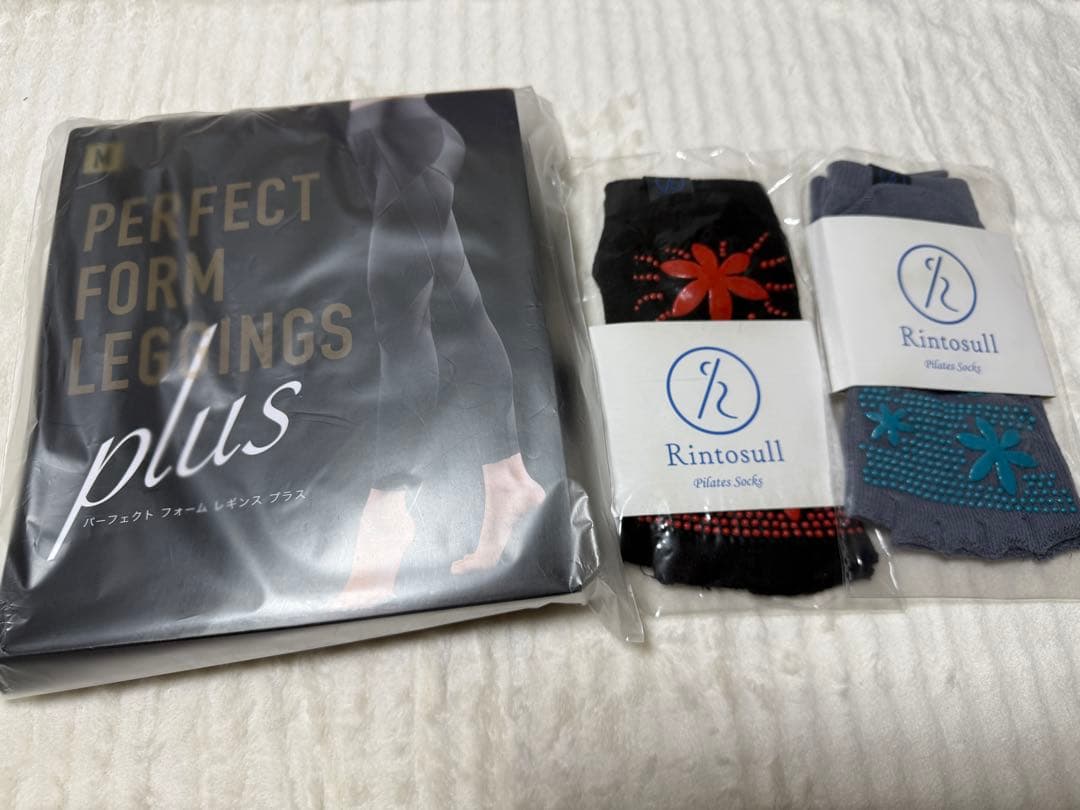 PERFECT
FORM
LEGGINGS
plus
パーフェクト フォーム レギンス プラス
Rintosull
Pilates Socks
Rintosull
Pilates Socks